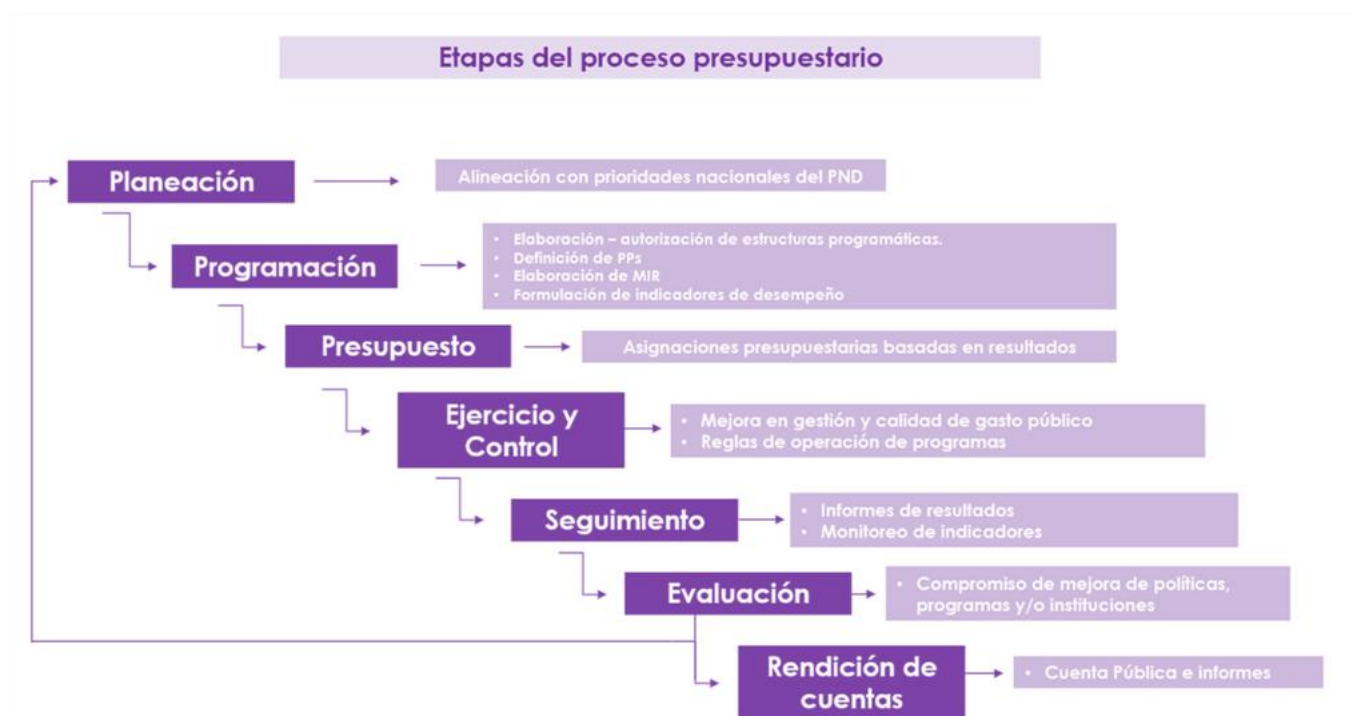 Etapas del proceso presupuestario
Planeación
Alineación con prioridades nacionales del PND
Programación
• Elaboración – autorización de estructuras programáticas.
• Definición de PPs
• Elaboración de MIR
• Formulación de indicadores de desempeño
Presupuesto
Asignaciones presupuestarias basadas en resultados
Ejercicio y
Control
• Mejora en gestión y calidad de gasto público
• Reglas de operación de programas
Seguimiento
• Informes de resultados
• Monitoreo de indicadores
Evaluación
• Compromiso de mejora de políticas,
programas y/o instituciones
Rendición de
cuentas
• Cuenta Pública e informes